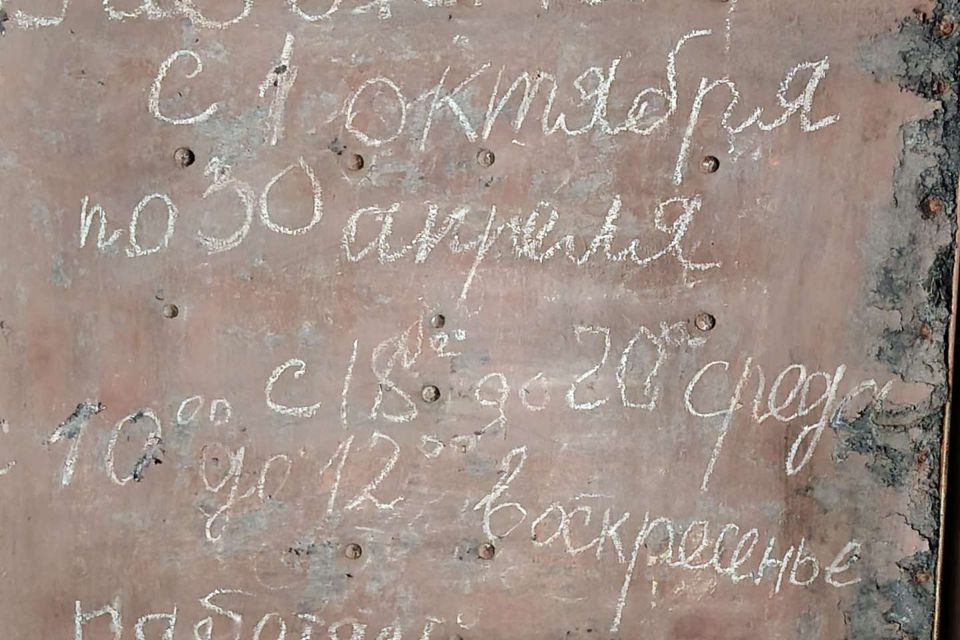 с 1 октября
по 30 апреля
с 18⁰⁰ до 20⁰⁰ среда
с 10⁰⁰ до 12⁰⁰ воскресенье